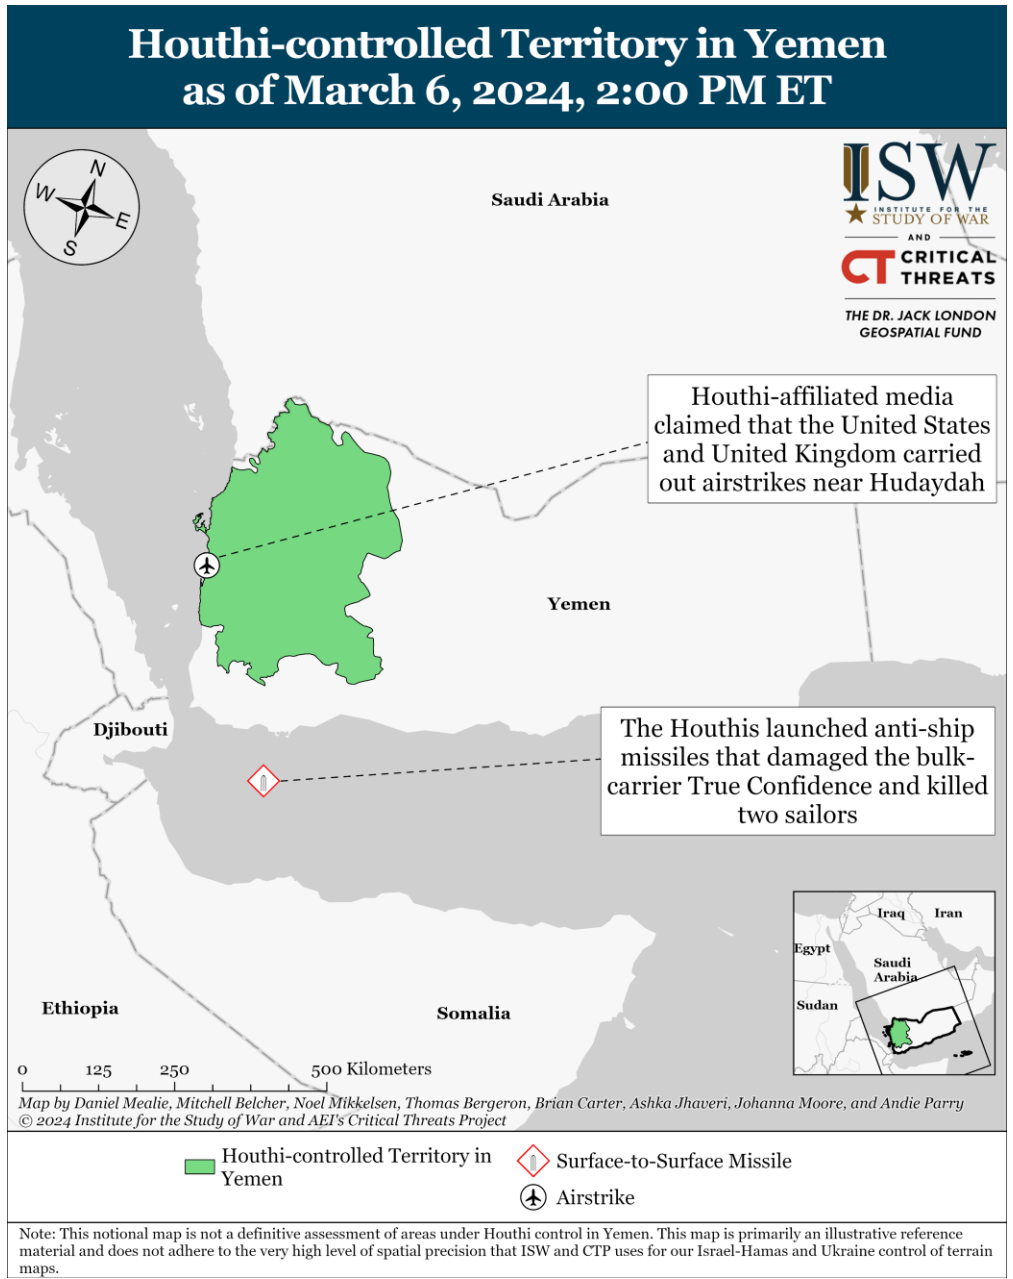 Houthi-controlled Territory in Yemen
as of March 6, 2024, 2:00 PM ET
N
W
E
S
Saudi Arabia
ISW
INSTITUTE FOR THE
STUDY OF WAR
AND
CT CRITICAL
THREATS
THE DR. JACK LONDON
GEOSPATIAL FUND
Houthi-affiliated media
claimed that the United States
and United Kingdom carried
out airstrikes near Hudaydah
Yemen
Djibouti
The Houthis launched anti-ship
missiles that damaged the bulk-
carrier True Confidence and killed
two sailors
Iraq
Iran
Egypt
Saudi
Arabia
Sudan
Ethiopia
Somalia
0 125 250 500 Kilometers
Map by Daniel Mealie, Mitchell Belcher, Noel Mikkelsen, Thomas Bergeron, Brian Carter, Ashka Jhaveri, Johanna Moore, and Andie Parry
© 2024 Institute for the Study of War and AEI's Critical Threats Project
Houthi-controlled Territory in
Yemen
Surface-to-Surface Missile
Airstrike
Note: This notional map is not a definitive assessment of areas under Houthi control in Yemen. This map is primarily an illustrative reference
material and does not adhere to the very high level of spatial precision that ISW and CTP uses for our Israel-Hamas and Ukraine control of terrain
maps.